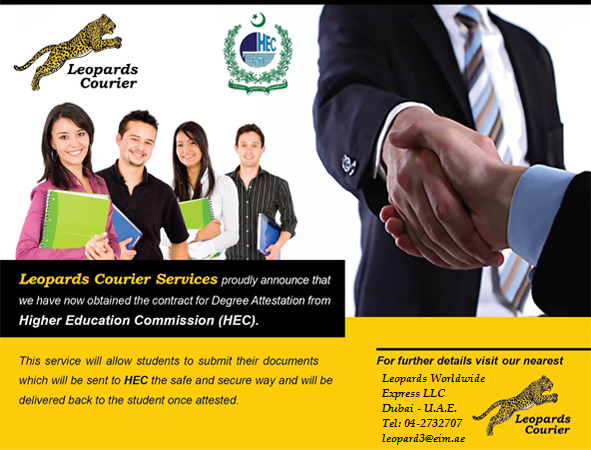 Leopards
Courier
HEC
Leopards Courier Services proudly announce that
we have now obtained the contract for Degree Attestation from
Higher Education Commission (HEC).
This service will allow students to submit their documents
which will be sent to HEC the safe and secure way and will be
delivered back to the student once attested.
For further details visit our nearest
Leopards Worldwide
Express LLC
Dubai - U.A.E.
Tel: 04-2732707
leopard3@eim.ae
Leopards
Courier